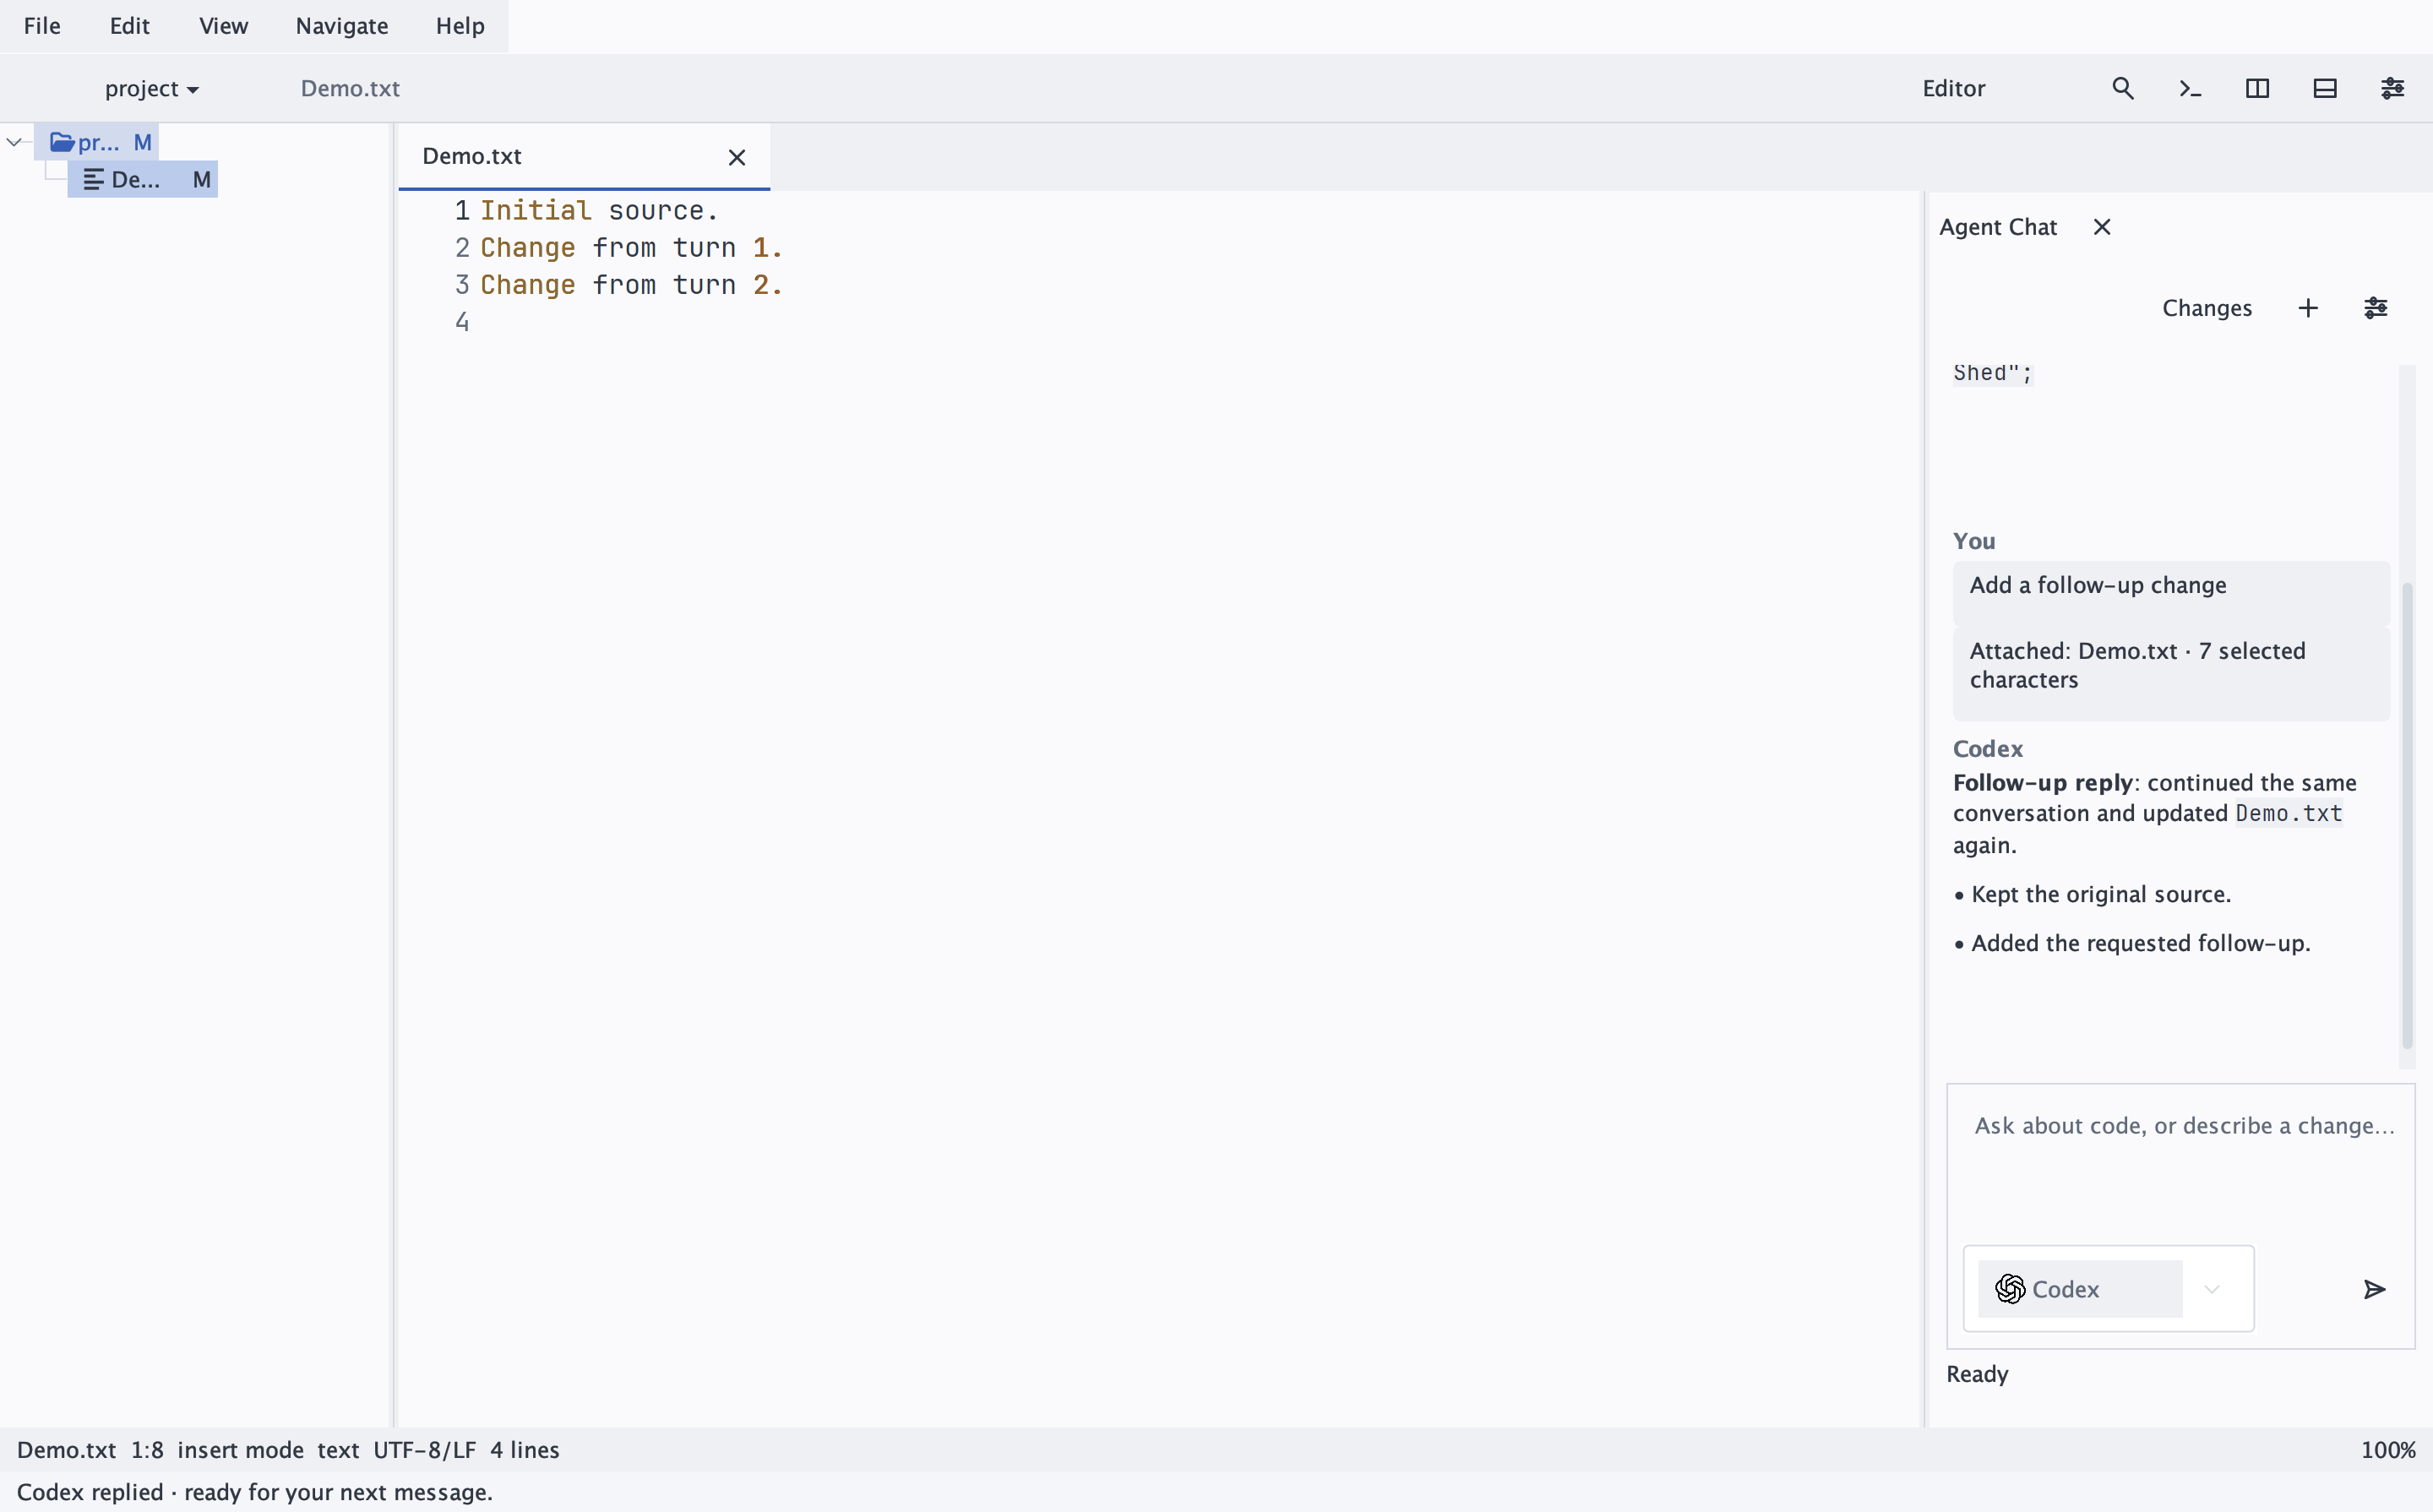 File Edit View Navigate Help
project Demo.txt Editor
pr... M
De... M
Demo.txt
1 Initial source.
2 Change from turn 1.
3 Change from turn 2.
4
Agent Chat
Changes
Shed";
You
Add a follow-up change
Attached: Demo.txt · 7 selected
characters
Codex
Follow-up reply: continued the same
conversation and updated Demo.txt
again.
• Kept the original source.
• Added the requested follow-up.
Ask about code, or describe a change...
Codex
Ready
Demo.txt 1:8 insert mode text UTF-8/LF 4 lines 100%
Codex replied · ready for your next message.